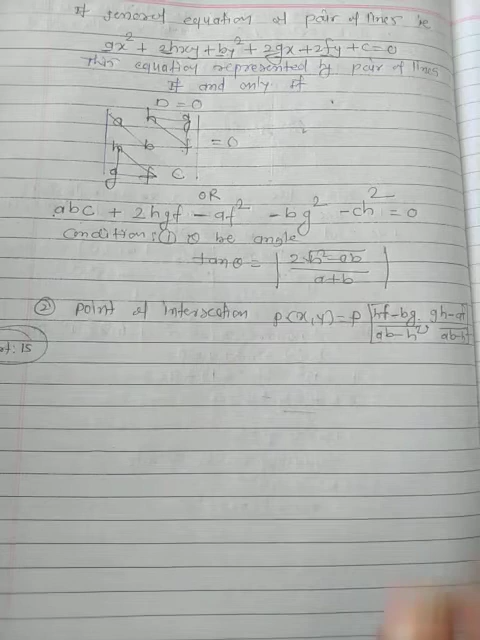 If general equation of pair of lines be
ax² + 2hxy + by² + 2gx + 2fy + c = 0
This equation represented by pair of lines
If and only if
D = 0
| a h g |
| h b f | = 0
| g f c |
OR
abc + 2hgf - af² - bg² - ch² = 0
Condition: ① to be angle
tanθ = | 2√h²-ab / a+b |
② point of interscation P(x,y) = P [ hf-bg / ab-h² , gh-af / ab-h² ]
: 15